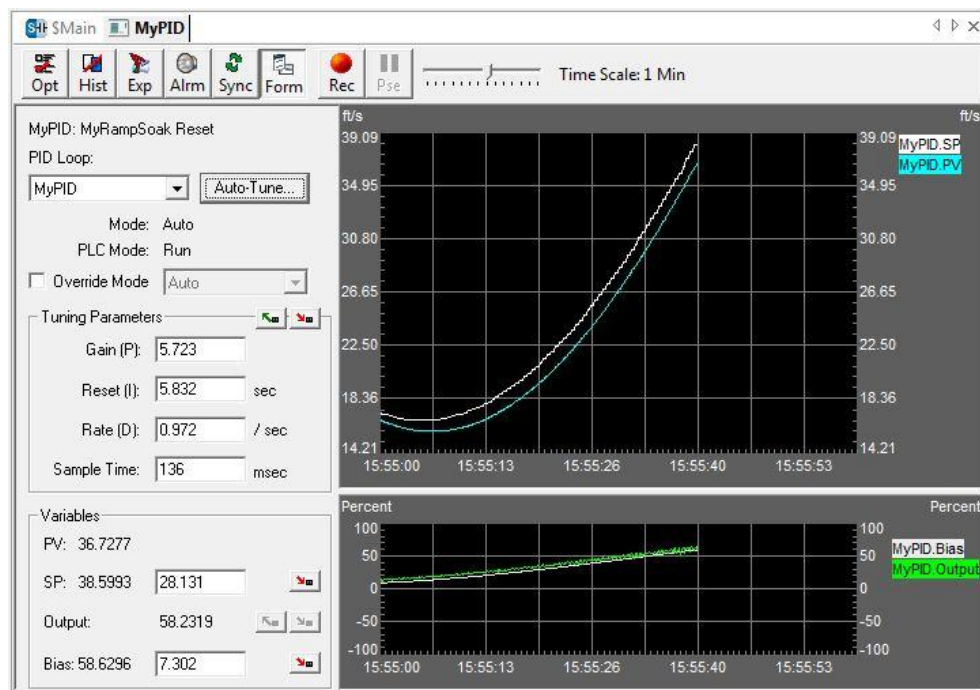 $Main MyPID
Opt Hist Exp Alrm Sync Form Rec Pse Time Scale: 1 Min
MyPID: MyRampSoak Reset
PID Loop:
MyPID Auto-Tune...
Mode: Auto
PLC Mode: Run
Override Mode Auto
Tuning Parameters
Gain (P): 5.723
Reset (I): 5.832 sec
Rate (D): 0.972 / sec
Sample Time: 136 msec
Variables
PV: 36.7277
SP: 38.5993 28.131
Output: 58.2319
Bias: 58.6296 7.302
ft/s ft/s
39.09 39.09 MyPID.SP
MyPID.PV
34.95 34.95
30.80 30.80
26.65 26.65
22.50 22.50
18.36 18.36
14.21 14.21
15:55:00 15:55:13 15:55:26 15:55:40 15:55:53
Percent Percent
100 100
MyPID.Bias
50 50
MyPID.Output
0 0
-50 -50
-100 -100
15:55:00 15:55:13 15:55:26 15:55:40 15:55:53